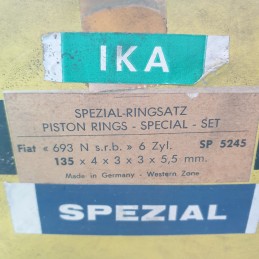 IKA
SPEZIAL-RINGSATZ
PISTON RINGS - SPECIAL - SET
Fiat « 693 N s.r.b. » 6 Zyl. SP 5245
135 x 4 x 3 x 3 x 5,5 mm.
Made in Germany - Western Zone
SPEZIAL